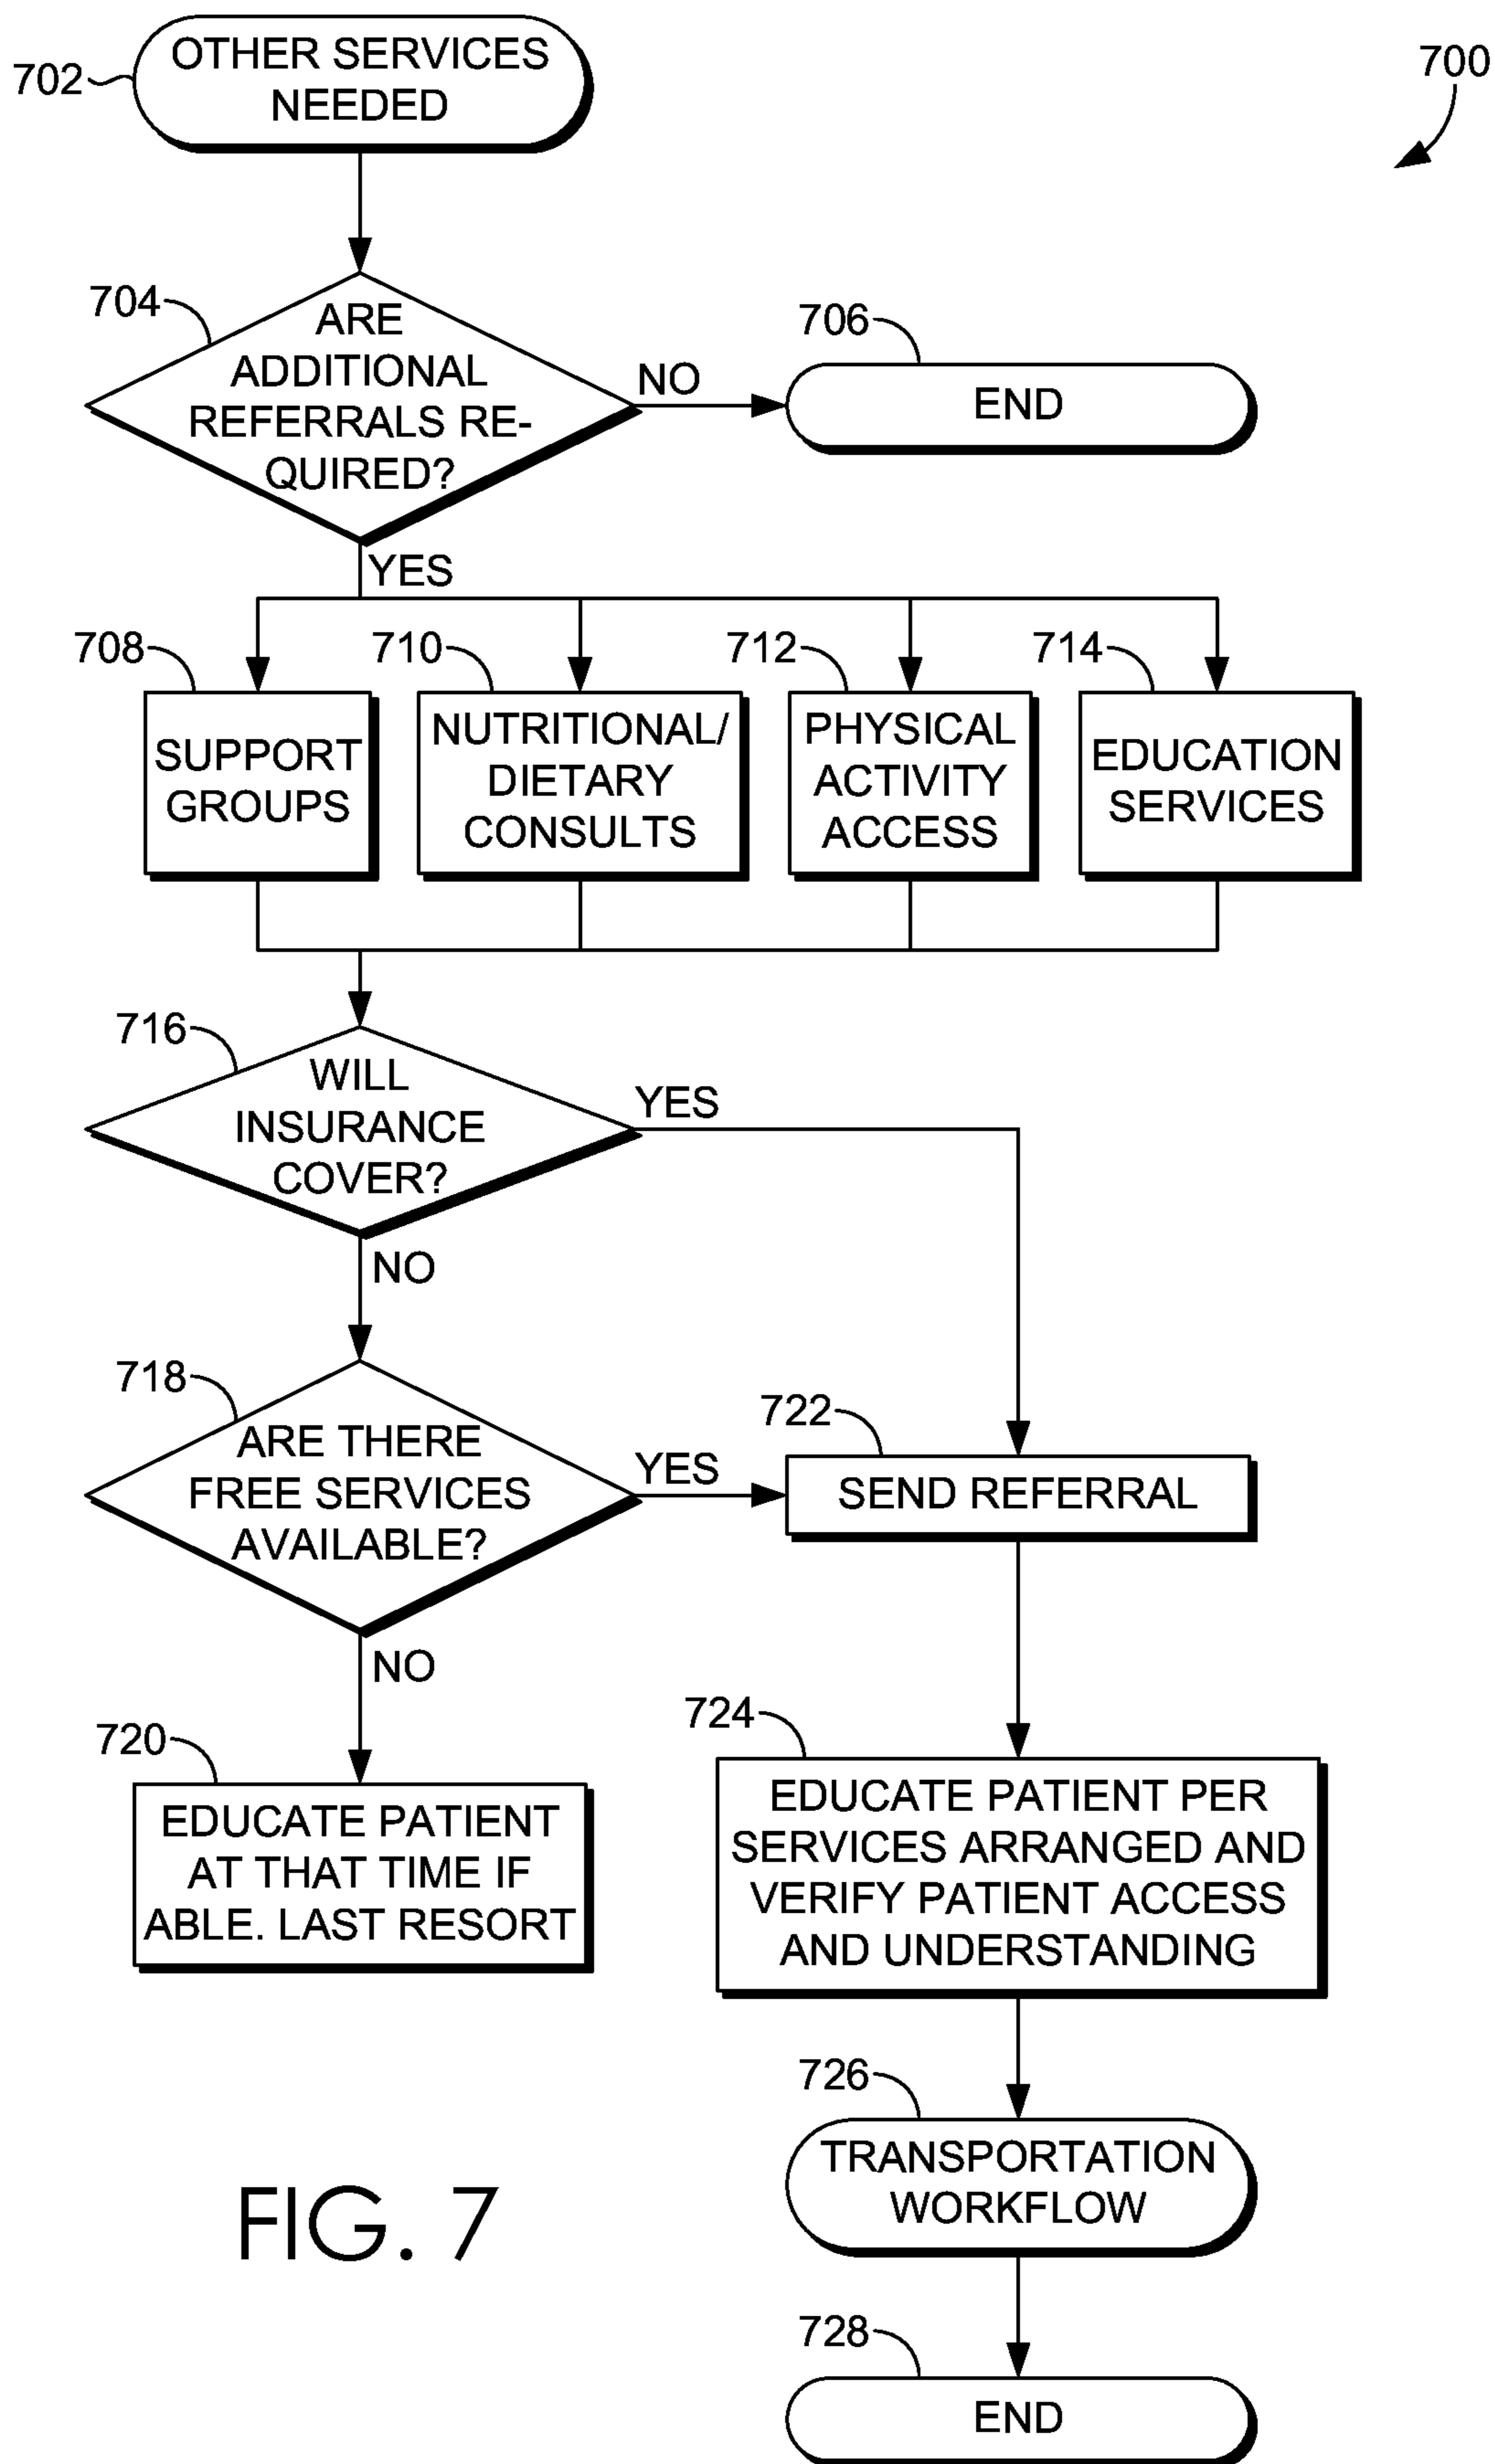 OTHER SERVICES
NEEDED
702
700
704
ARE
ADDITIONAL
REFERRALS RE-
QUIRED?
NO
706
END
YES
708
SUPPORT
GROUPS
710
NUTRITIONAL/
DIETARY
CONSULTS
712
PHYSICAL
ACTIVITY
ACCESS
714
EDUCATION
SERVICES
716
WILL
INSURANCE
COVER?
YES
NO
718
ARE THERE
FREE SERVICES
AVAILABLE?
YES
722
SEND REFERRAL
NO
720
EDUCATE PATIENT
AT THAT TIME IF
ABLE. LAST RESORT
724
EDUCATE PATIENT PER
SERVICES ARRANGED AND
VERIFY PATIENT ACCESS
AND UNDERSTANDING
726
TRANSPORTATION
WORKFLOW
728
END
FIG. 7